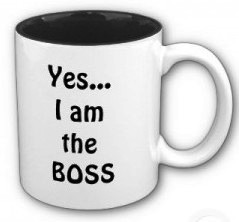 Yes...
I am
the
BOSS